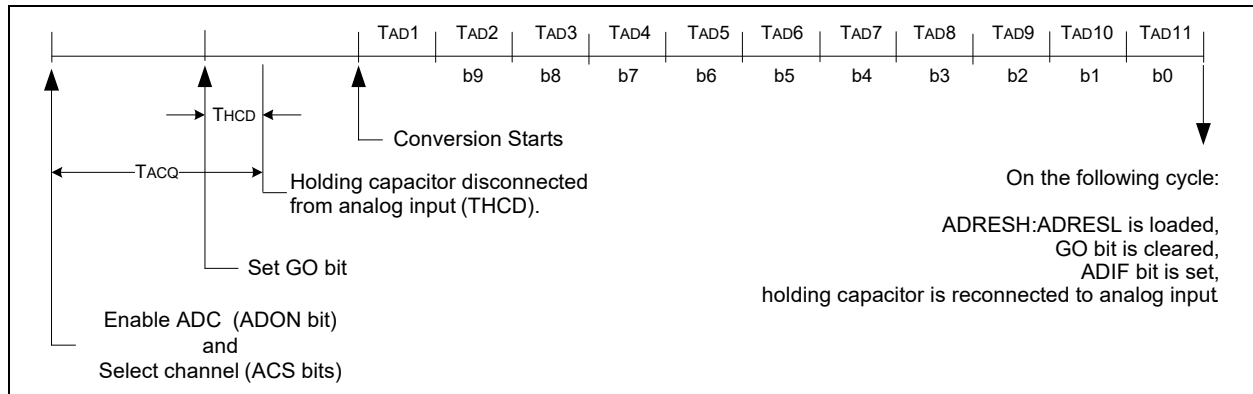 TAD1 TAD2 TAD3 TAD4 TAD5 TAD6 TAD7 TAD8 TAD9 TAD10 TAD11
b9 b8 b7 b6 b5 b4 b3 b2 b1 b0
THCD
Conversion Starts
TACQ
Holding capacitor disconnected
from analog input (THCD).
Set GO bit
Enable ADC (ADON bit)
and
Select channel (ACS bits)
On the following cycle:
ADRESH:ADRESL is loaded,
GO bit is cleared,
ADIF bit is set,
holding capacitor is reconnected to analog input